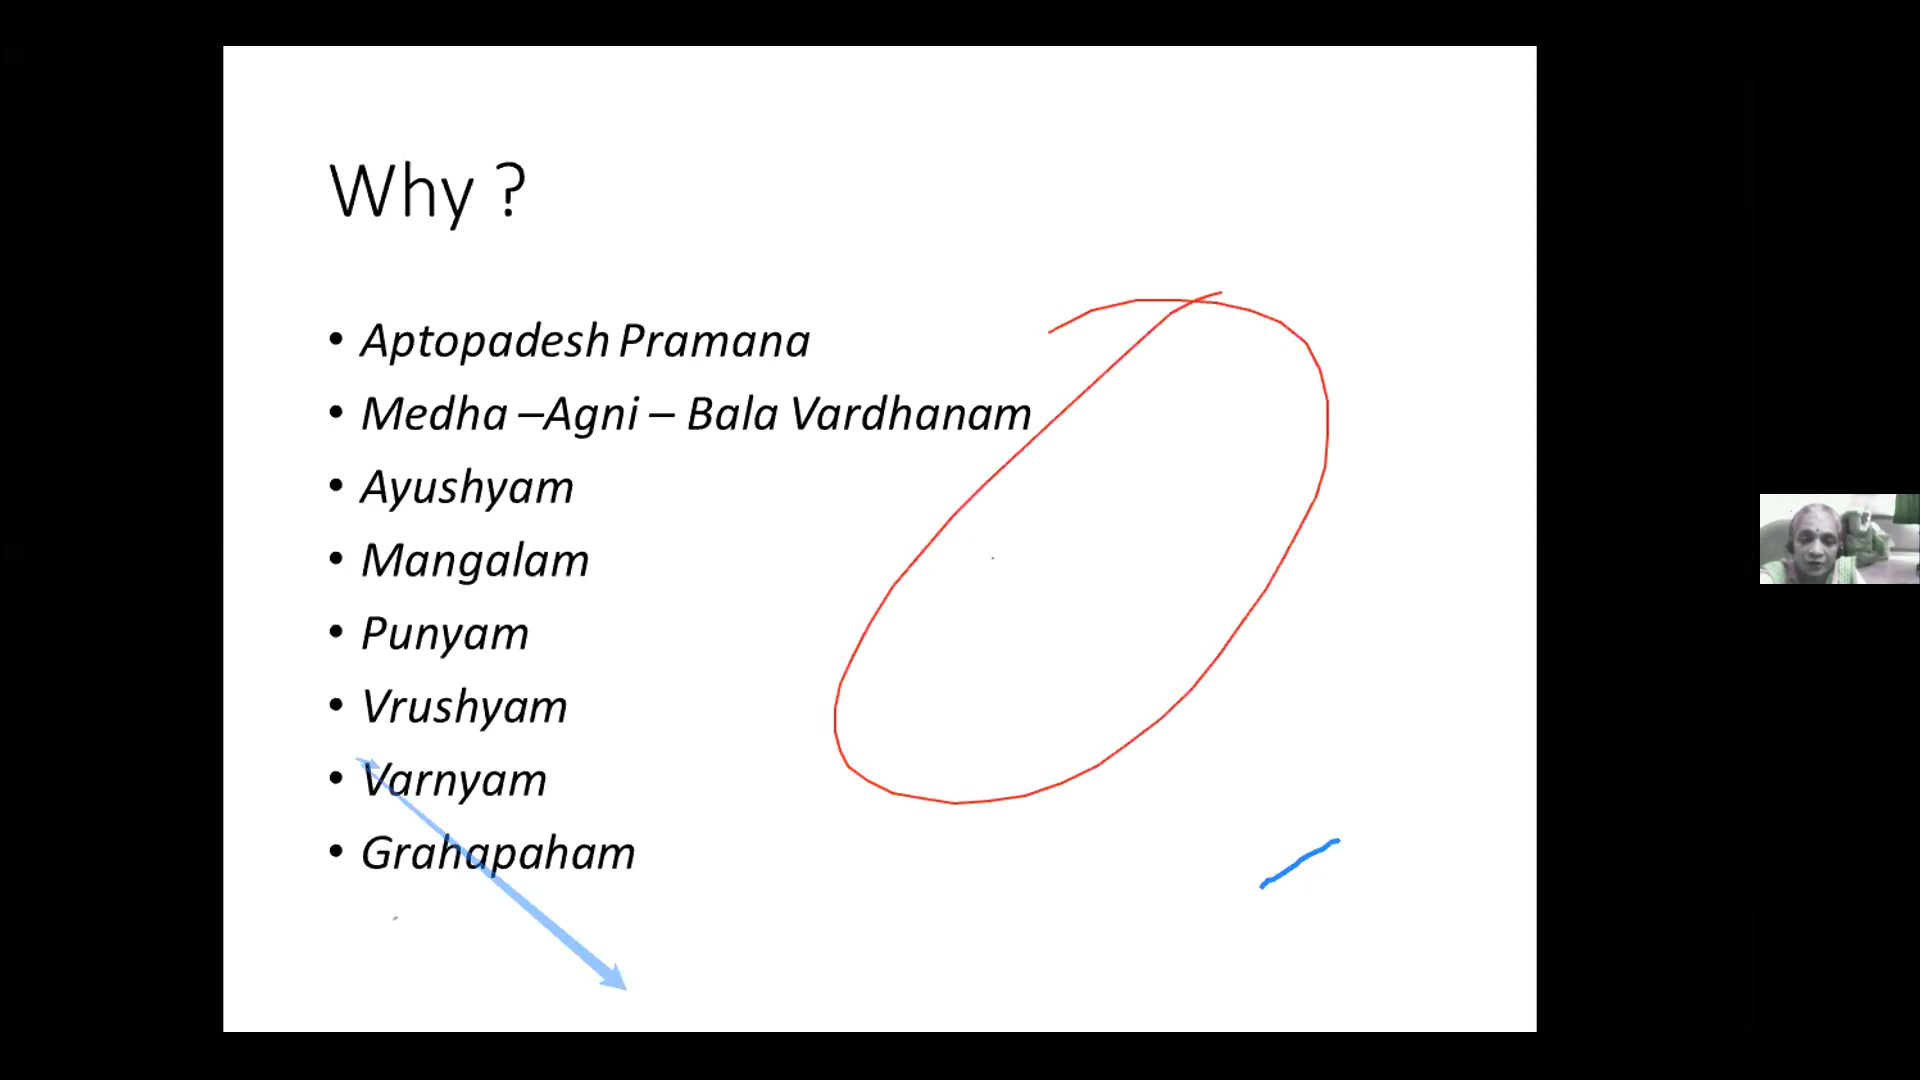 Why ?
• Aptopadesh Pramana
• Medha –Agni – Bala Vardhanam
• Ayushyam
• Mangalam
• Punyam
• Vrushyam
• Varnyam
• Grahapaham